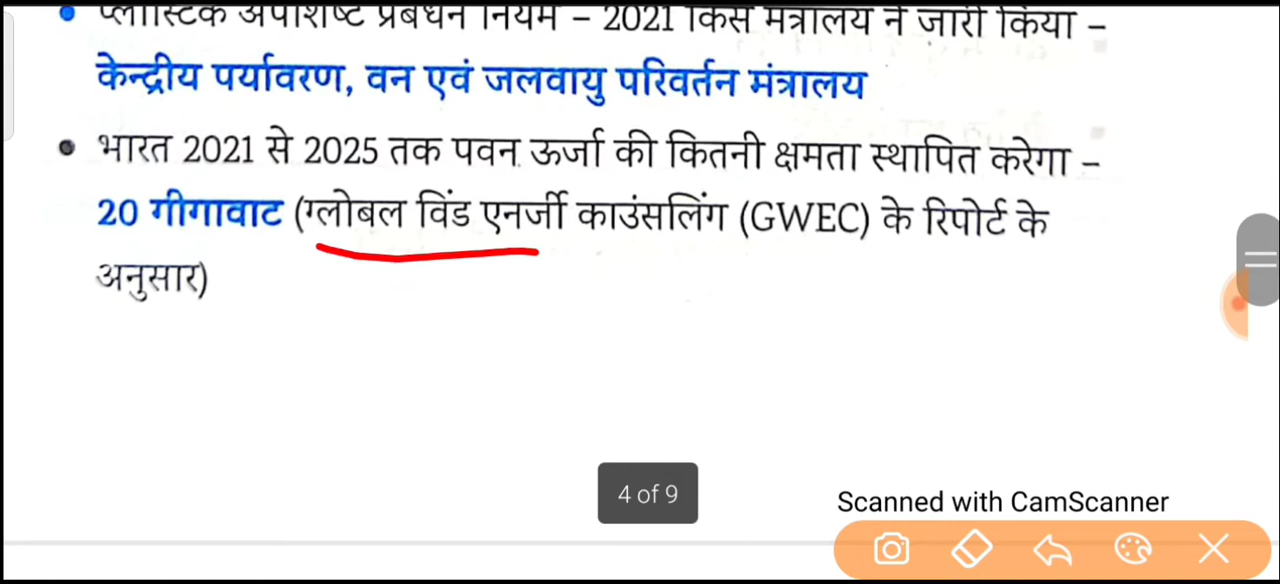 • प्लास्टिक अपशिष्ट प्रबंधन नियम – 2021 किस मंत्रालय ने जारी किया –
केन्द्रीय पर्यावरण, वन एवं जलवायु परिवर्तन मंत्रालय
• भारत 2021 से 2025 तक पवन ऊर्जा की कितनी क्षमता स्थापित करेगा –
20 गीगावाट (ग्लोबल विंड एनर्जी काउंसलिंग (GWEC) के रिपोर्ट के
अनुसार)
4 of 9
Scanned with CamScanner